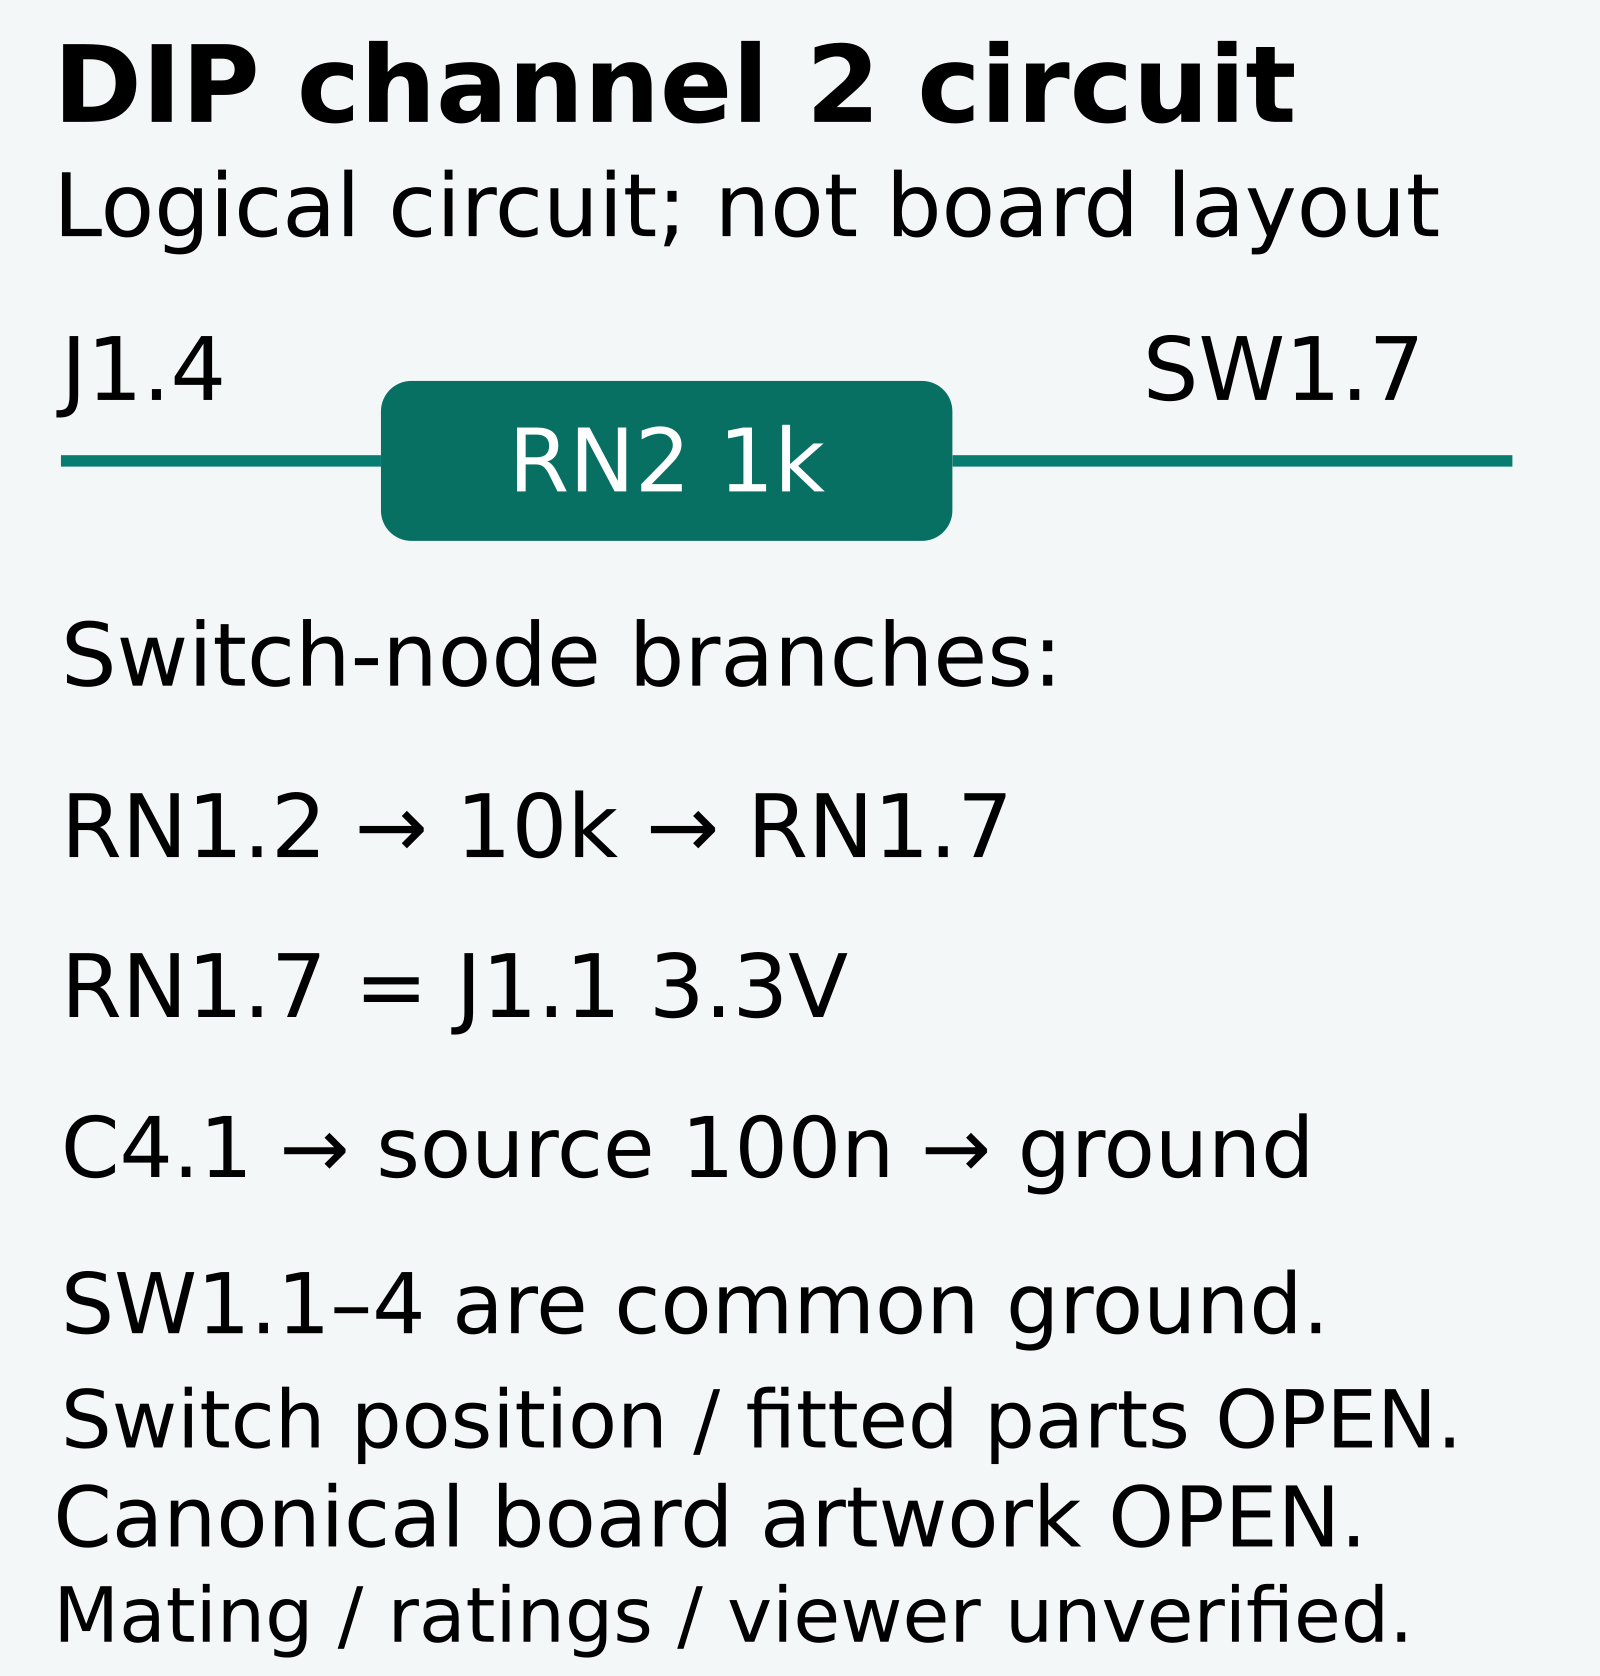 DIP channel 2 circuit
Logical circuit; not board layout
J1.4
SW1.7
RN2 1k
Switch-node branches:
RN1.2 → 10k → RN1.7
RN1.7 = J1.1 3.3V
C4.1 → source 100n → ground
SW1.1–4 are common ground.
Switch position / fitted parts OPEN.
Canonical board artwork OPEN.
Mating / ratings / viewer unverified.